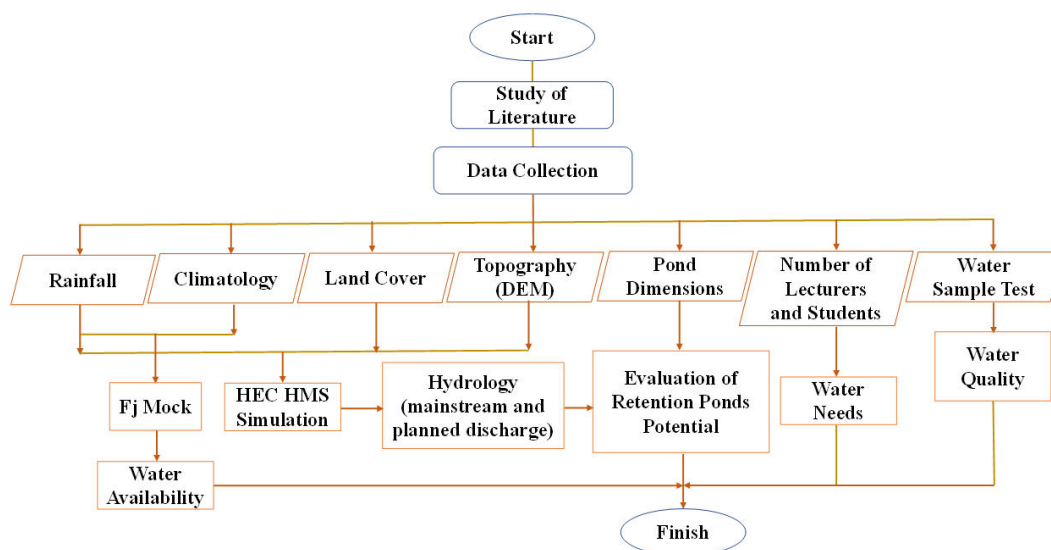 Start
Study of
Literature
Data Collection
Rainfall
Climatology
Land Cover
Topography
(DEM)
Pond
Dimensions
Number of
Lecturers
and Students
Water
Sample Test
Fj Mock
HEC HMS
Simulation
Hydrology
(mainstream and
planned discharge)
Evaluation of
Retention Ponds
Potential
Water
Needs
Water
Quality
Water
Availability
Finish